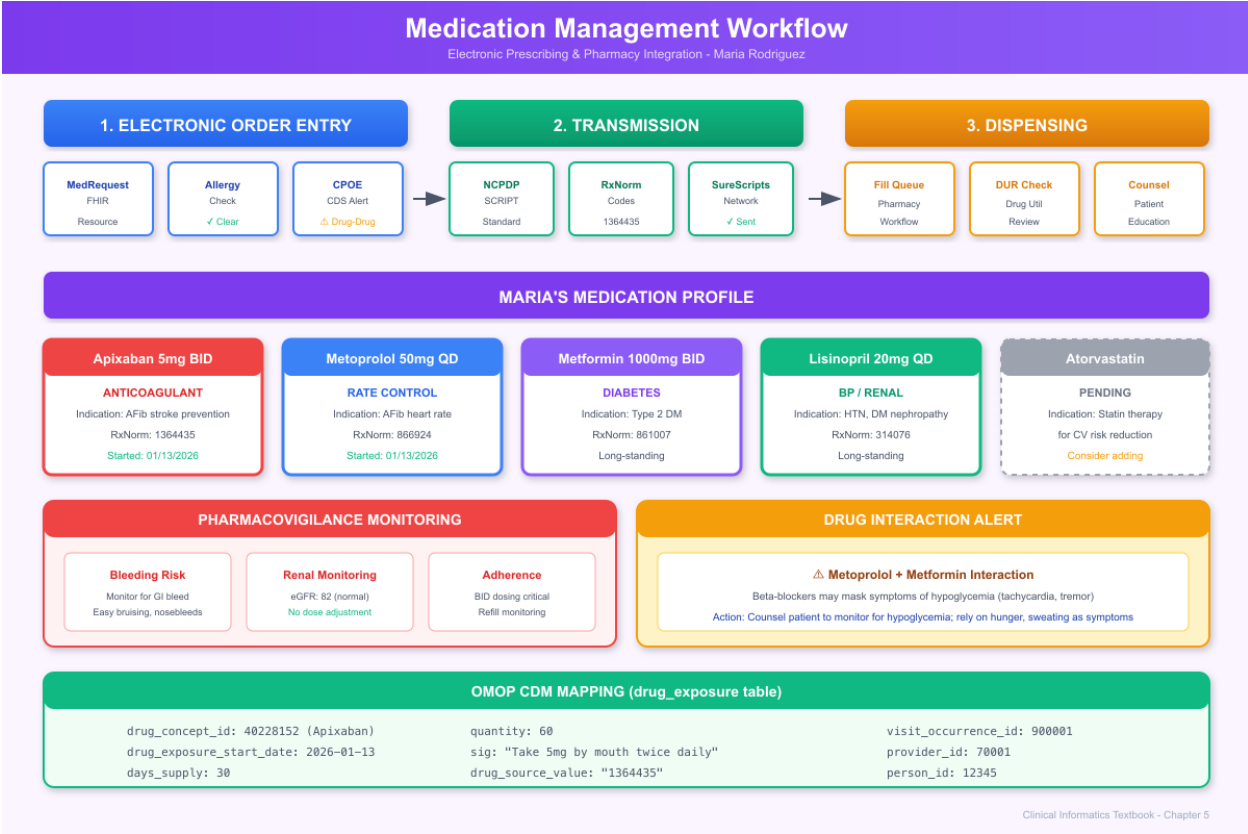 Medication Management Workflow
Electronic Prescribing & Pharmacy Integration - Maria Rodriguez
1. ELECTRONIC ORDER ENTRY
MedRequest
FHIR
Resource
Allergy
Check
✓ Clear
CPOE
CDS Alert
⚠ Drug-Drug
2. TRANSMISSION
NCPDP
SCRIPT
Standard
RxNorm
Codes
1364435
SureScripts
Network
✓ Sent
3. DISPENSING
Fill Queue
Pharmacy
Workflow
DUR Check
Drug Util
Review
Counsel
Patient
Education
MARIA'S MEDICATION PROFILE
Apixaban 5mg BID
ANTICOAGULANT
Indication: AFib stroke prevention
RxNorm: 1364435
Started: 01/13/2026
Metoprolol 50mg QD
RATE CONTROL
Indication: AFib heart rate
RxNorm: 866924
Started: 01/13/2026
Metformin 1000mg BID
DIABETES
Indication: Type 2 DM
RxNorm: 861007
Long-standing
Lisinopril 20mg QD
BP / RENAL
Indication: HTN, DM nephropathy
RxNorm: 314076
Long-standing
Atorvastatin
PENDING
Indication: Statin therapy
for CV risk reduction
Consider adding
PHARMACOVIGILANCE MONITORING
Bleeding Risk
Monitor for GI bleed
Easy bruising, nosebleeds
Renal Monitoring
eGFR: 82 (normal)
No dose adjustment
Adherence
BID dosing critical
Refill monitoring
DRUG INTERACTION ALERT
⚠ Metoprolol + Metformin Interaction
Beta-blockers may mask symptoms of hypoglycemia (tachycardia, tremor)
Action: Counsel patient to monitor for hypoglycemia; rely on hunger, sweating as symptoms
OMOP CDM MAPPING (drug_exposure table)
drug_concept_id: 40228152 (Apixaban)
drug_exposure_start_date: 2026-01-13
days_supply: 30
quantity: 60
sig: "Take 5mg by mouth twice daily"
drug_source_value: "1364435"
visit_occurrence_id: 900001
provider_id: 70001
person_id: 12345
Clinical Informatics Textbook - Chapter 5